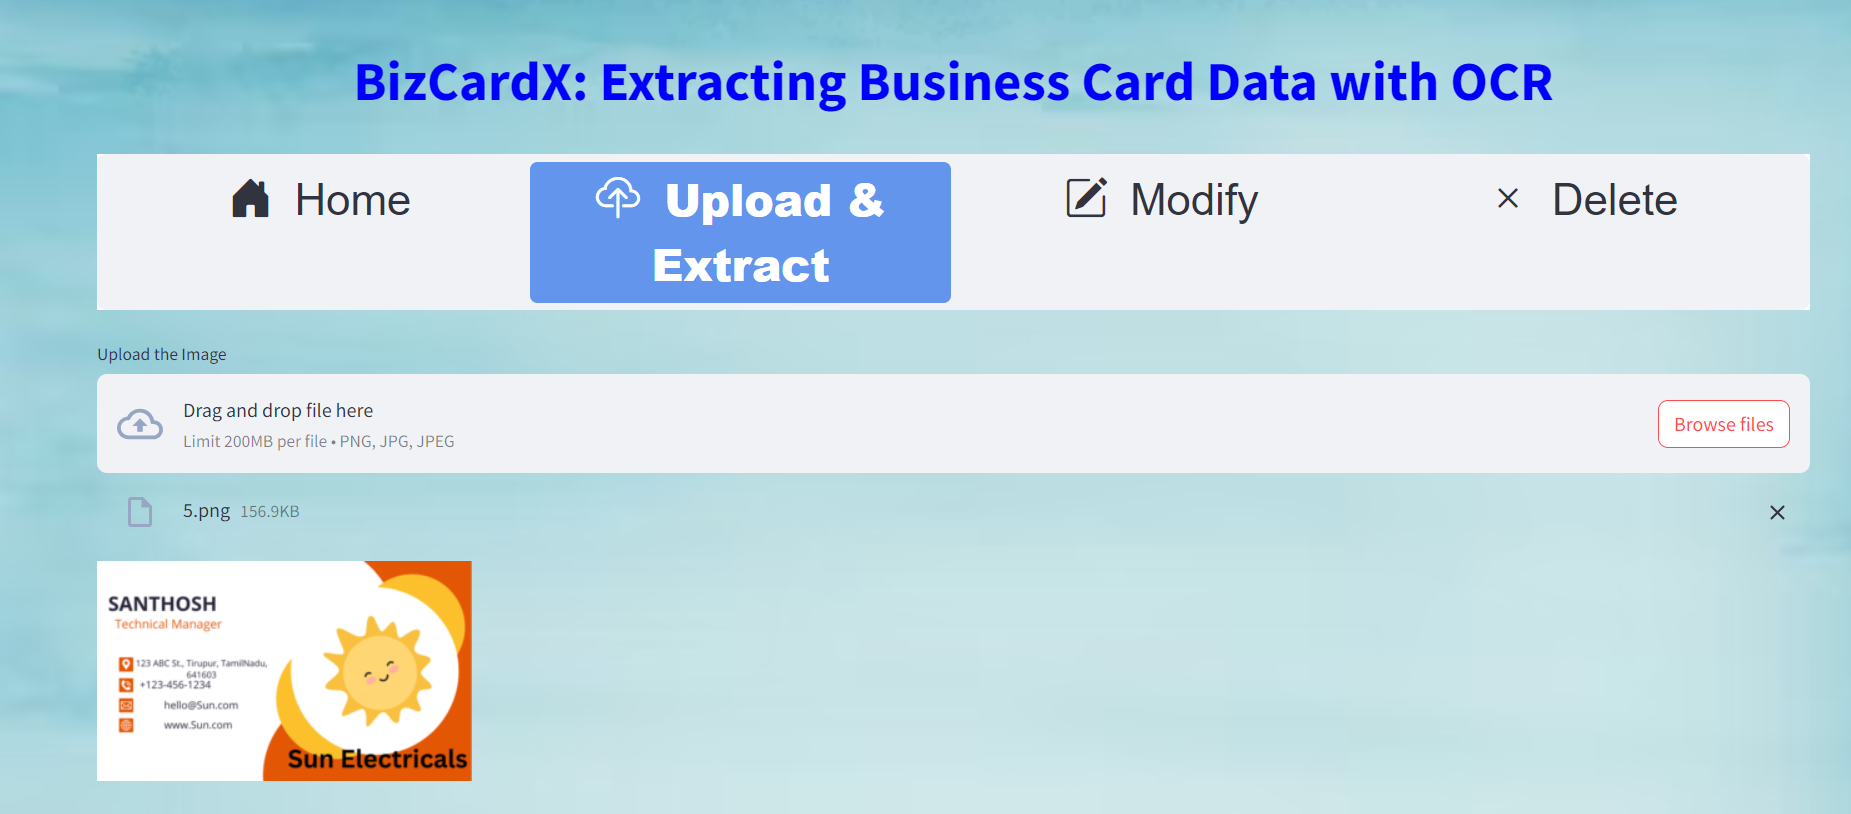 BizCardX: Extracting Business Card Data with OCR
Home
Upload &
Extract
Modify
Delete
Upload the Image
Drag and drop file here
Limit 200MB per file • PNG, JPG, JPEG
Browse files
5.png 156.9KB
SANTHOSH
Technical Manager
123 ABC St., Tirupur, TamilNadu,
641603
+123-456-1234
hello@Sun.com
www.Sun.com
Sun Electricals